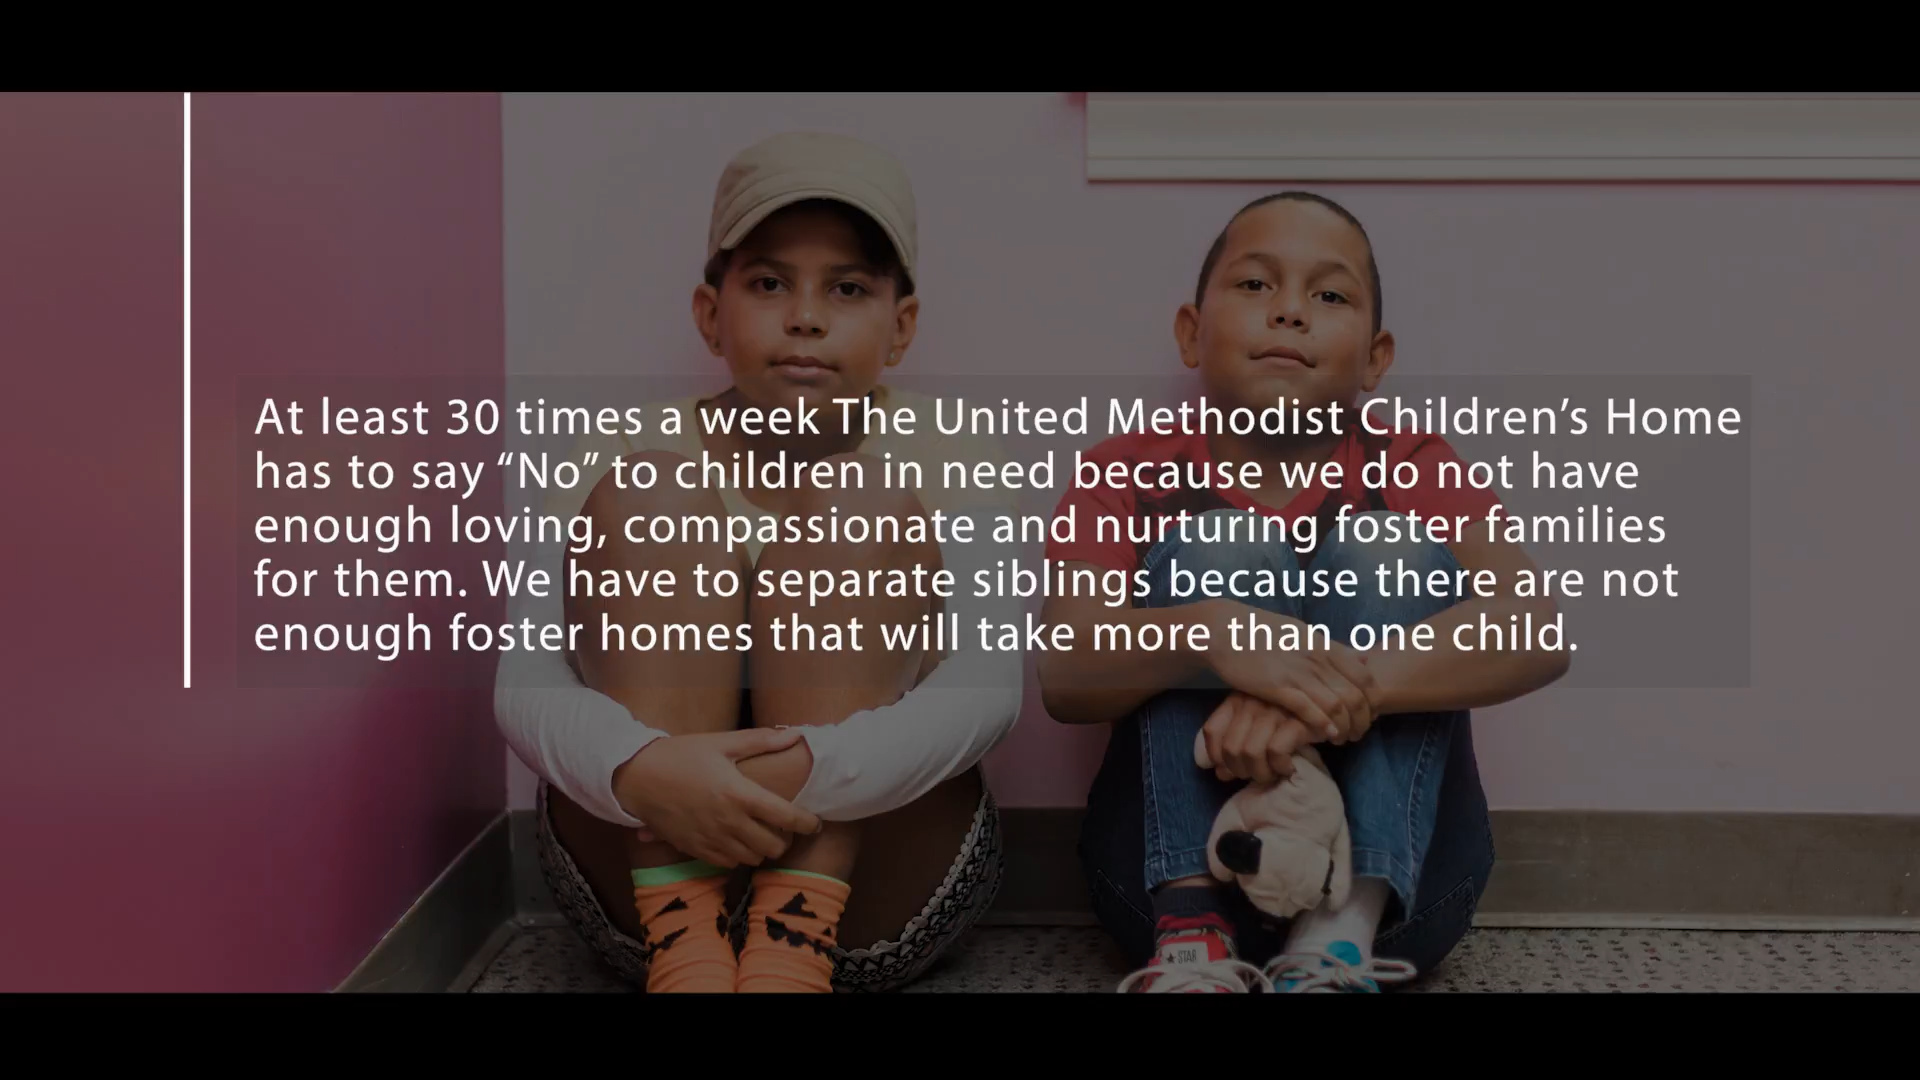 At least 30 times a week The United Methodist Children’s Home
has to say “No” to children in need because we do not have
enough loving, compassionate and nurturing foster families
for them. We have to separate siblings because there are not
enough foster homes that will take more than one child.
STAR